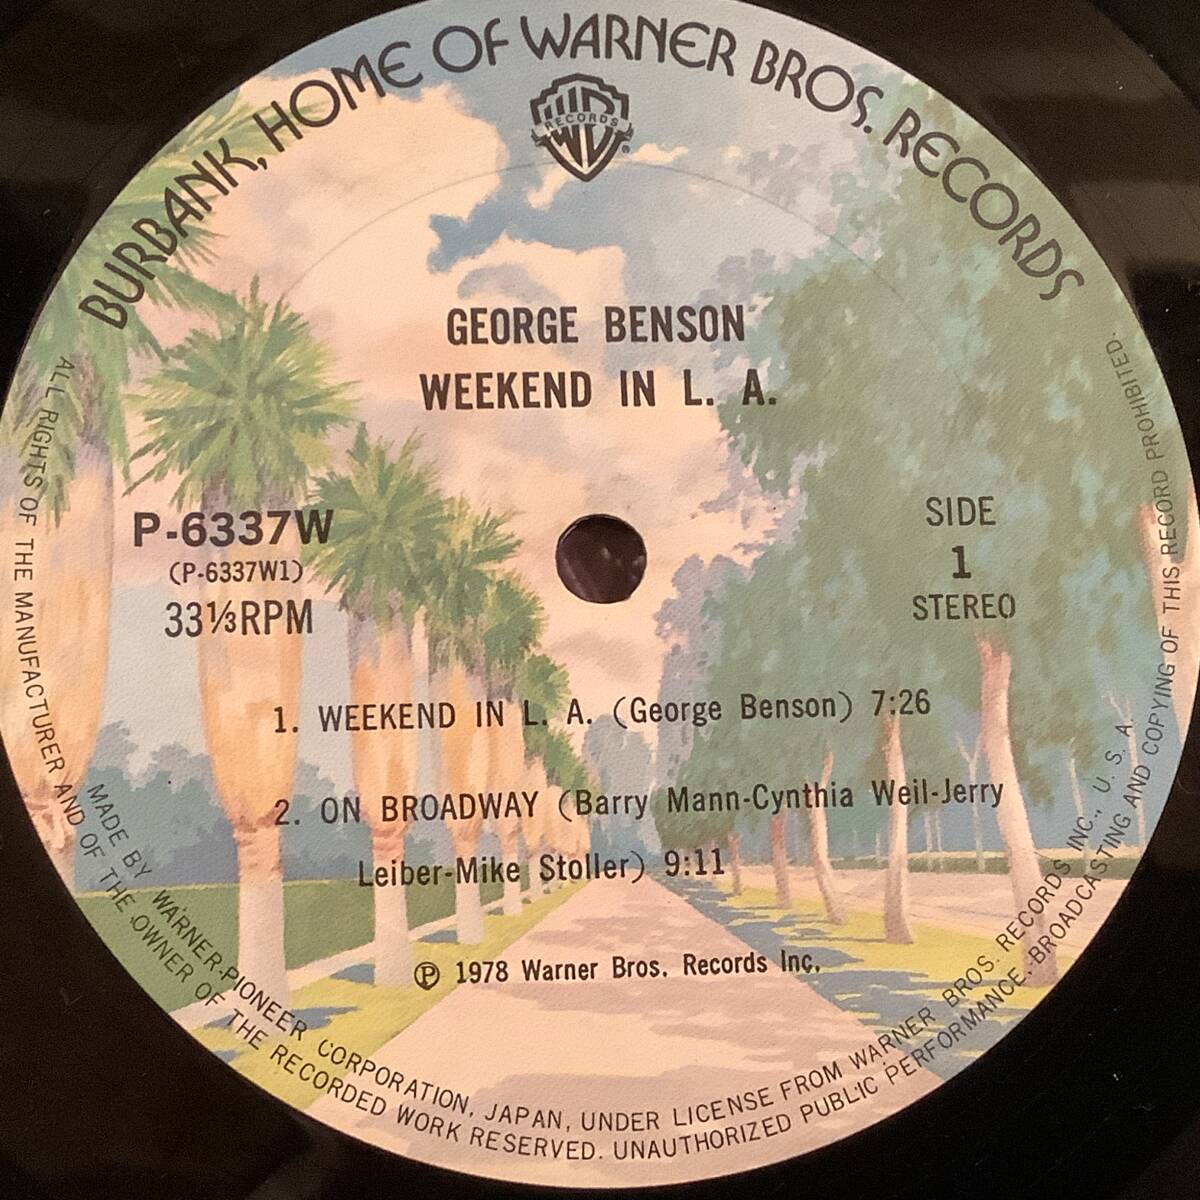 BURBANK, HOME OF WARNER BROS. RECORDS
WB
RECORDS
®
GEORGE BENSON
WEEKEND IN L. A.
P-6337W
(P-6337W1)
33⅓RPM
SIDE
1
STEREO
1. WEEKEND IN L. A. (George Benson) 7:26
2. ON BROADWAY (Barry Mann-Cynthia Weil-Jerry
Leiber-Mike Stoller) 9:11
Ⓟ 1978 Warner Bros. Records Inc.
MADE BY WARNER-PIONEER CORPORATION, JAPAN, UNDER LICENSE FROM WARNER BROS. RECORDS INC., U. S. A.
ALL RIGHTS OF THE MANUFACTURER AND OF THE OWNER OF THE RECORDED WORK RESERVED. UNAUTHORIZED PUBLIC PERFORMANCE, BROADCASTING AND COPYING OF THIS RECORD PROHIBITED.